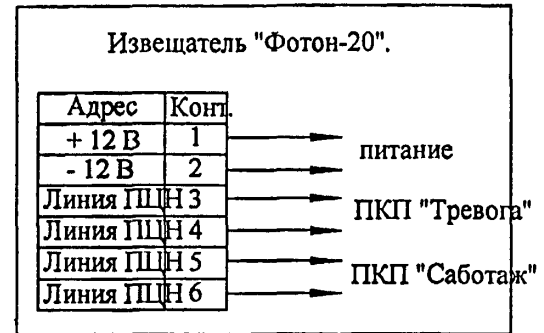 Извещатель "Фотон-20".
Адрес Конт.
+ 12 В 1
- 12 В 2
питание
Линия ПЦН 3
ПКП "Тревога"
Линия ПЦН 4
Линия ПЦН 5
ПКП "Саботаж"
Линия ПЦН 6